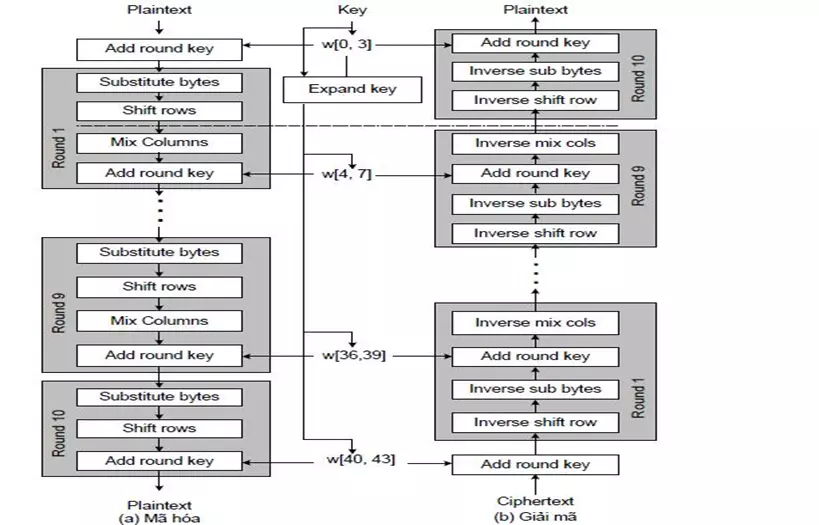 Plaintext
Add round key
Round 1
Substitute bytes
Shift rows
Mix Columns
Add round key
Round 9
Substitute bytes
Shift rows
Mix Columns
Add round key
Round 10
Substitute bytes
Shift rows
Add round key
Plaintext
(a) Mã hóa
Key
w[0, 3]
Expand key
w[4, 7]
w[36,39]
w[40, 43]
Plaintext
Add round key
Inverse sub bytes
Inverse shift row
Round 10
Inverse mix cols
Add round key
Inverse sub bytes
Inverse shift row
Round 9
Inverse mix cols
Add round key
Inverse sub bytes
Inverse shift row
Round 1
Add round key
Ciphertext
(b) Giải mã